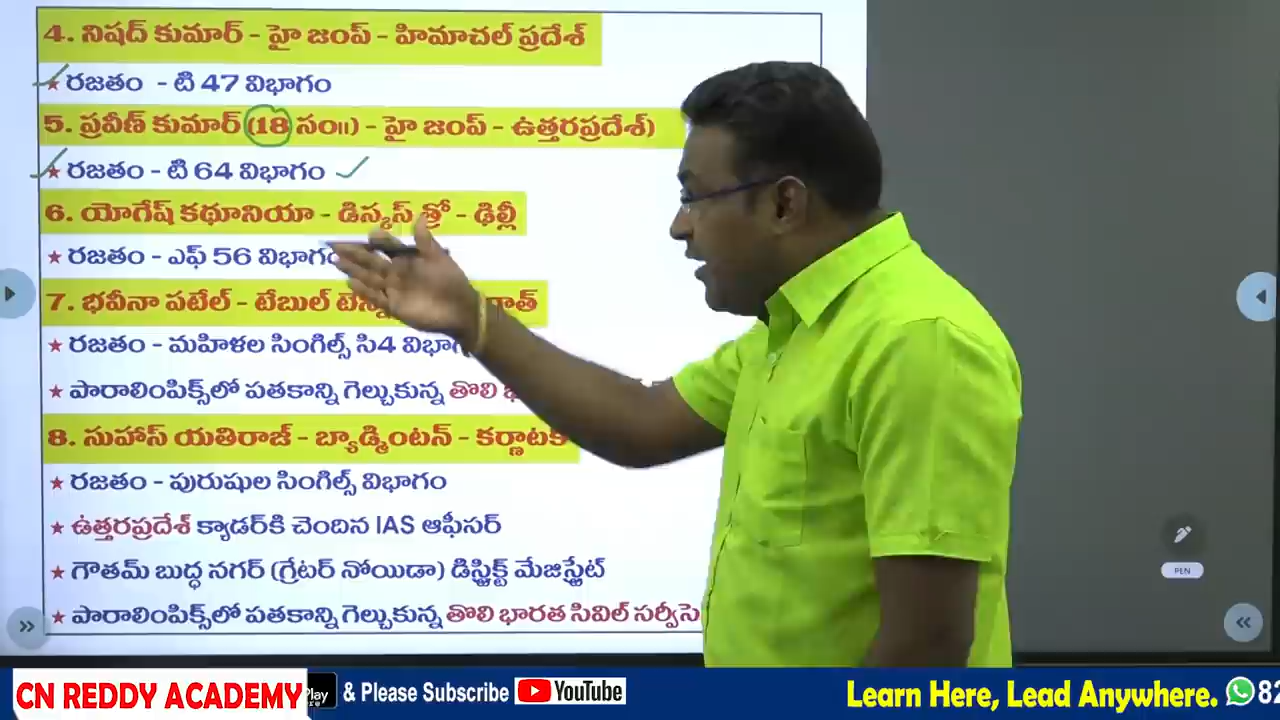 4. నిషద్ కుమార్ - హై జంప్ - హిమాచల్ ప్రదేశ్
★ రజతం - టి 47 విభాగం
5. ప్రవీణ్ కుమార్ (18 సం॥) - హై జంప్ - ఉత్తరప్రదేశ్)
★ రజతం - టి 64 విభాగం
6. యోగేష్ కథూనియా - డిస్కస్ త్రో - ఢిల్లీ
★ రజతం - ఎఫ్ 56 విభాగం
7. భవీనా పటేల్ - టేబుల్
★ రజతం - మహిళల సింగిల్స్ సి4
★ పారాలింపిక్స్‌లో పతకాన్ని గెల్చుకున్న తొలి
8. సుహాస్ యతిరాజ్ - బ్యాడ్మింటన్ - కర్ణాటక
★ రజతం - పురుషుల సింగిల్స్ విభాగం
★ ఉత్తరప్రదేశ్ క్యాడర్‌కి చెందిన IAS ఆఫీసర్
★ గౌతమ్ బుద్ధ నగర్ (గ్రేటర్ నోయిడా) డిస్ట్రిక్ట్ మేజిస్ట్రేట్
★ పారాలింపిక్స్‌లో పతకాన్ని గెల్చుకున్న తొలి భారత సివిల్
PEN
CN REDDY ACADEMY & Please Subscribe YouTube Learn Here, Lead Anywhere. 82